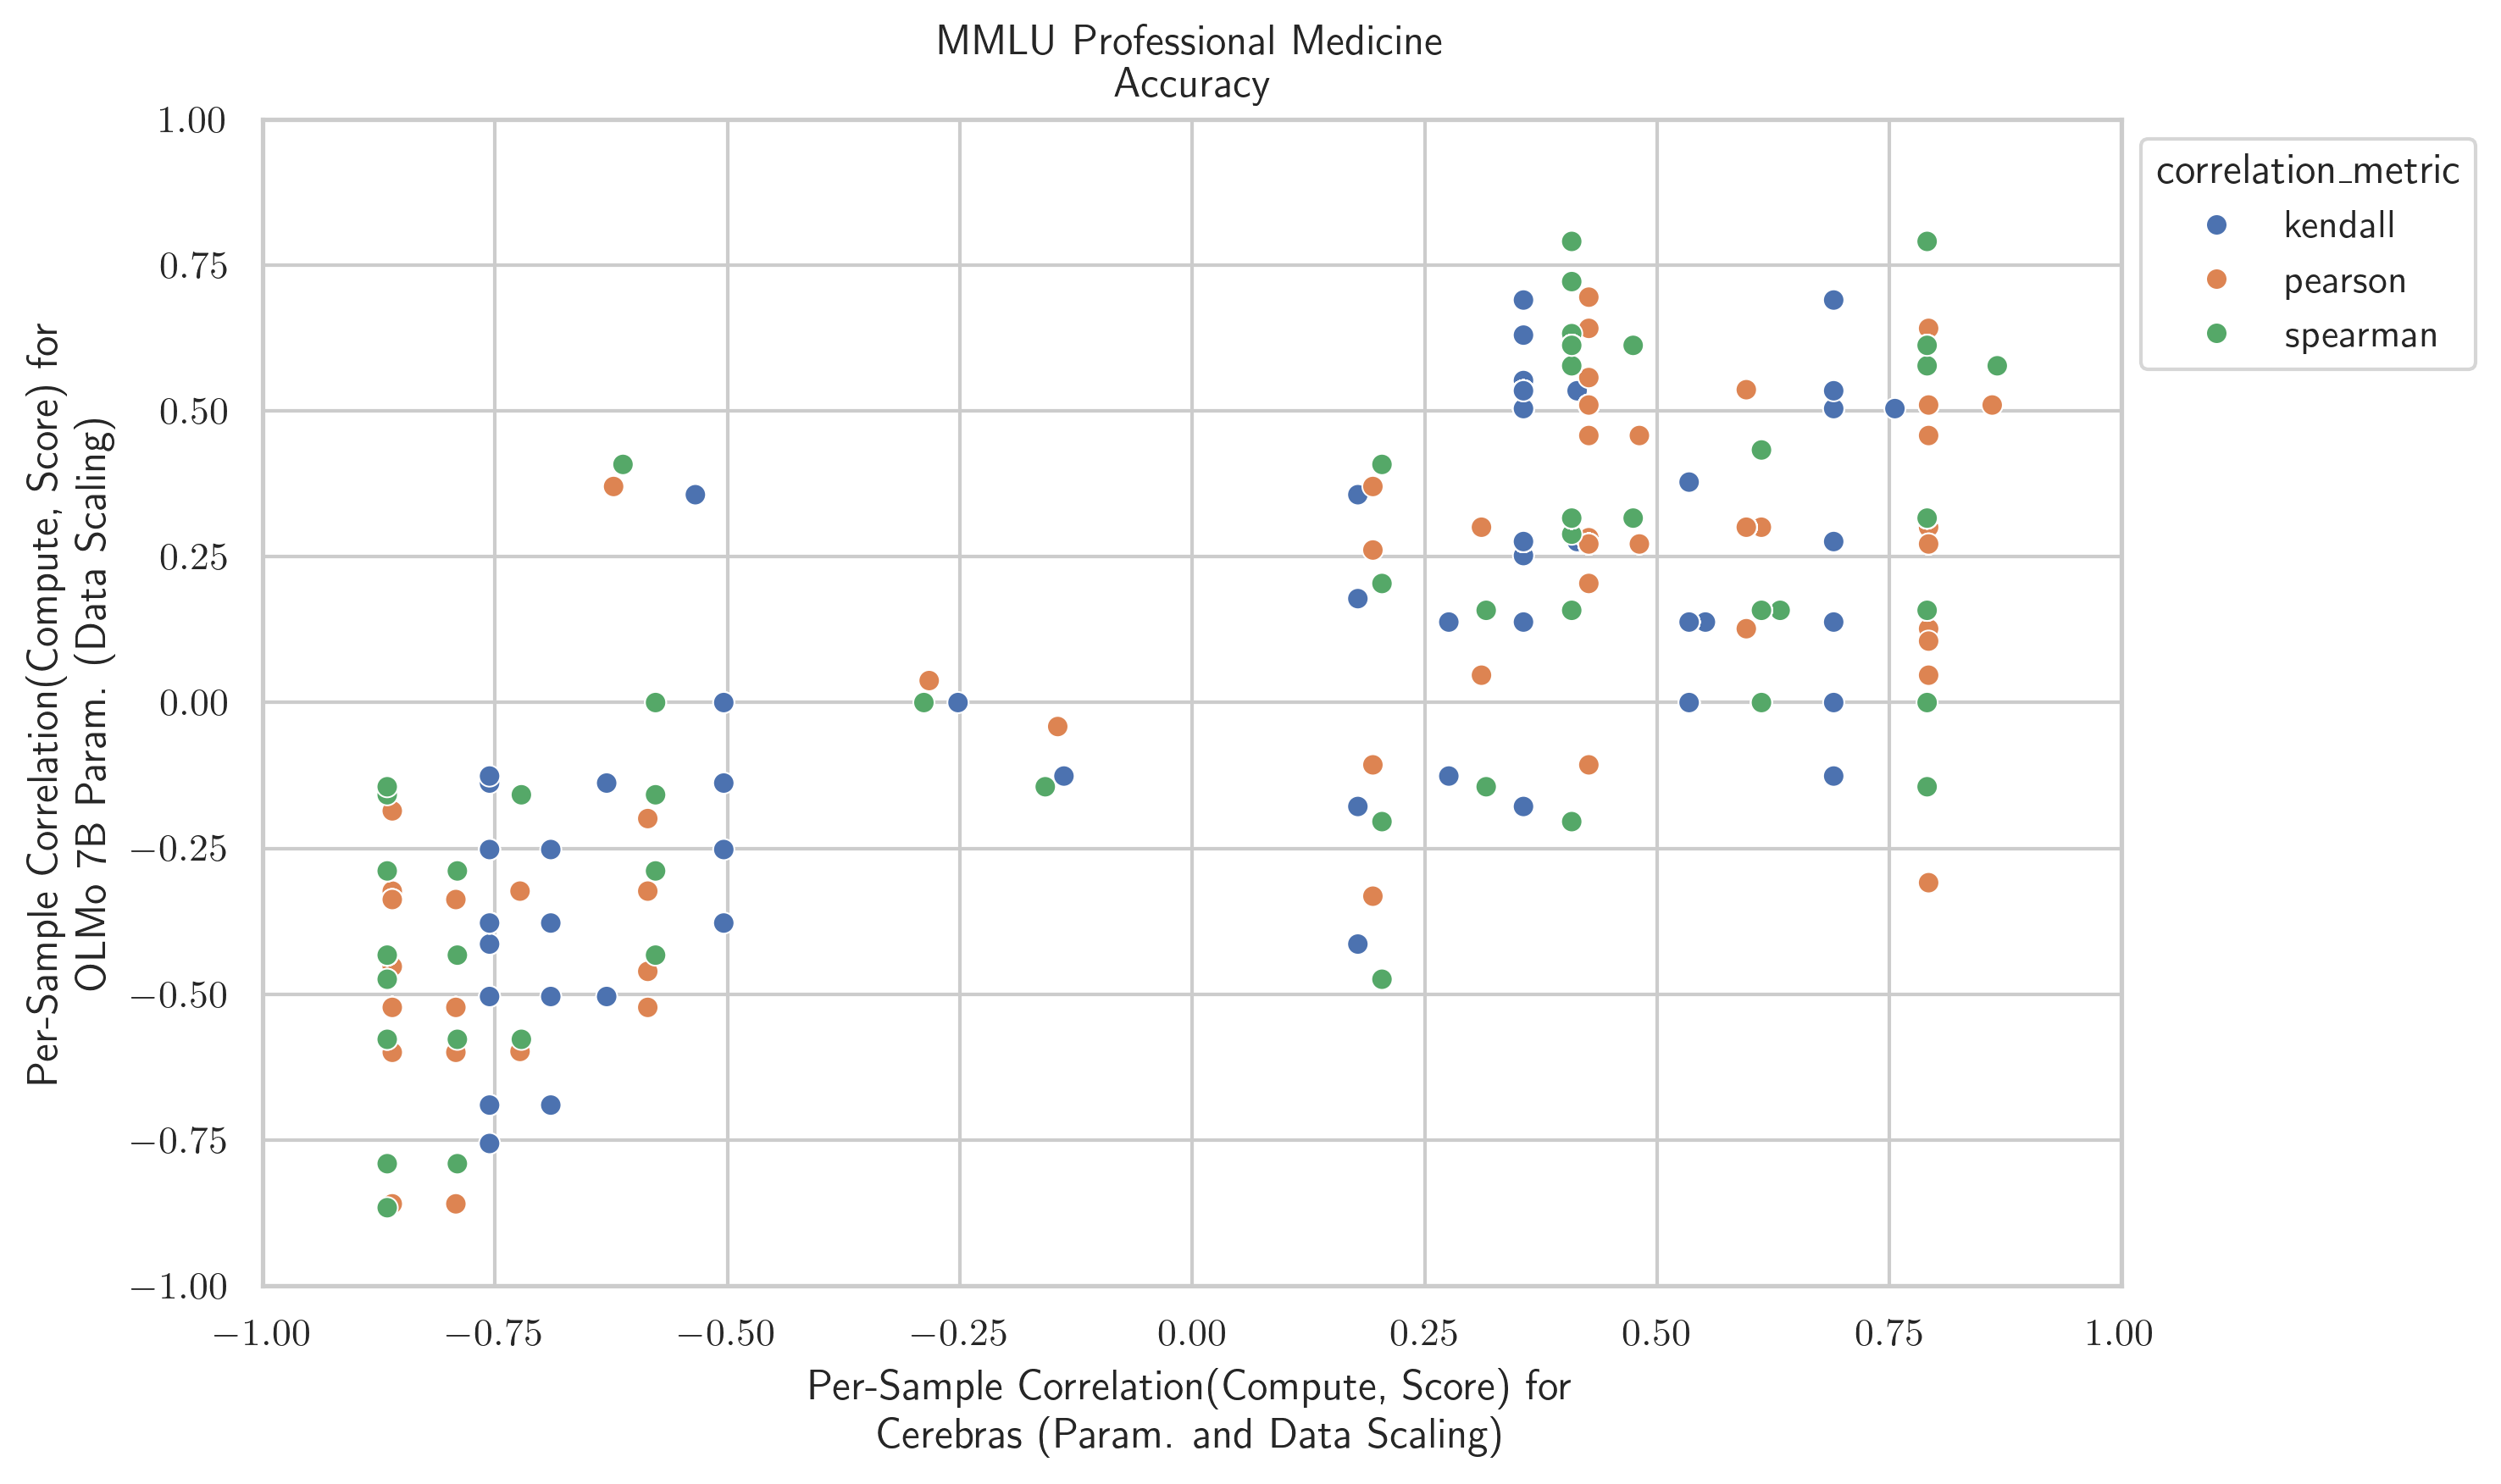 MMLU Professional Medicine
Accuracy
Per-Sample Correlation(Compute, Score) for
OLMo 7B Param. (Data Scaling)
1.00
0.75
0.50
0.25
0.00
−0.25
−0.50
−0.75
−1.00
−1.00
−0.75
−0.50
−0.25
0.00
0.25
0.50
0.75
1.00
Per-Sample Correlation(Compute, Score) for
Cerebras (Param. and Data Scaling)
correlation_metric
kendall
pearson
spearman